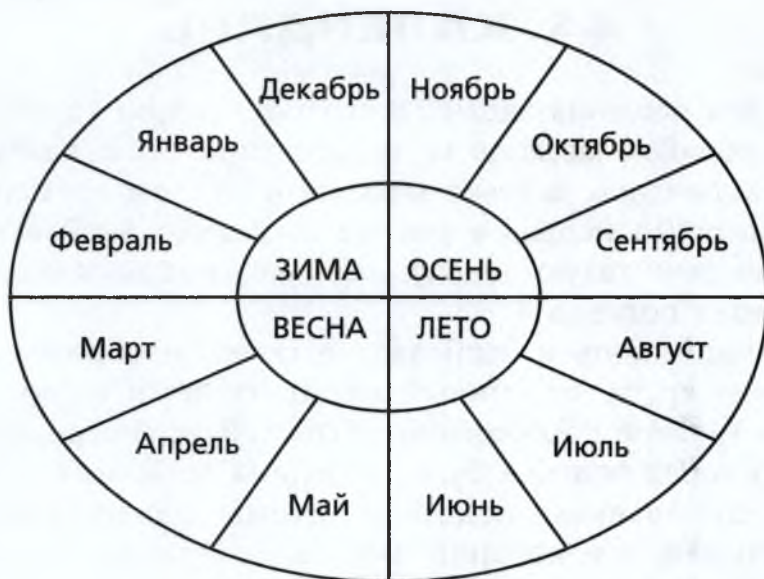 Декабрь
Ноябрь
Январь
Октябрь
Февраль
Сентябрь
ЗИМА
ОСЕНЬ
ВЕСНА
ЛЕТО
Март
Август
Апрель
Июль
Май
Июнь